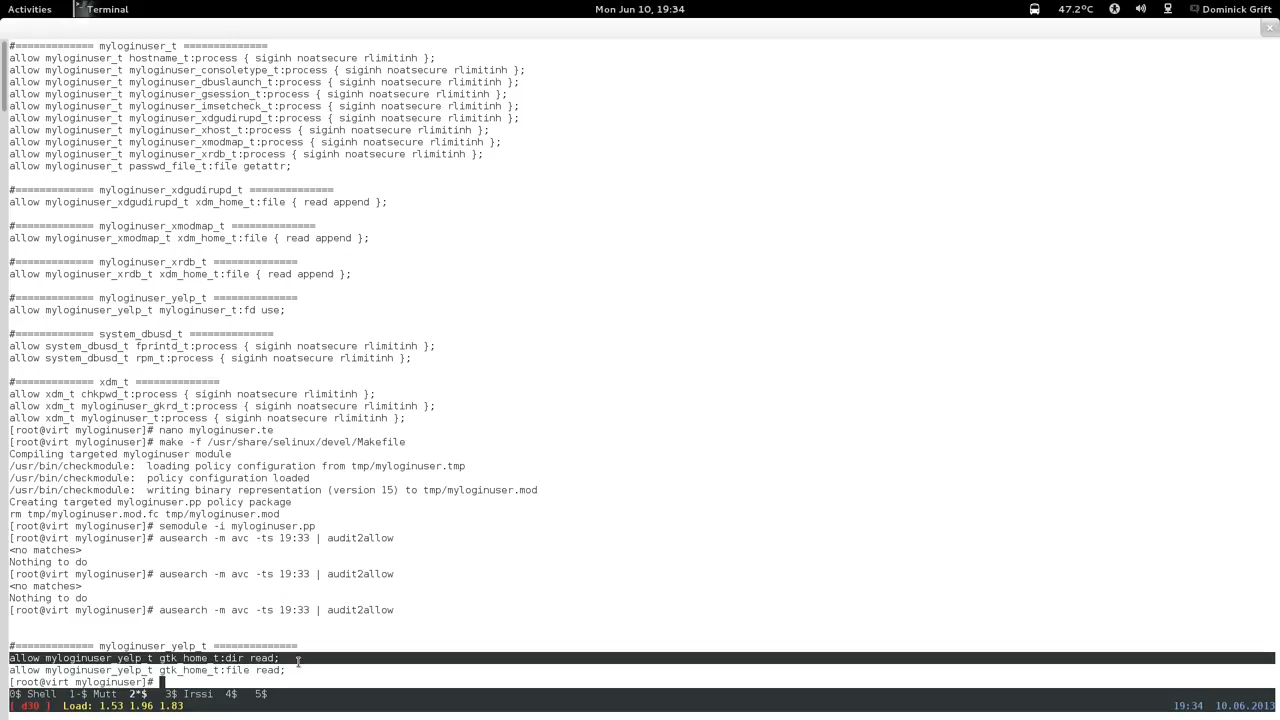 Activities Terminal Mon Jun 10, 19:34 47.2°C Dominick Grift
#============= myloginuser_t ==============
allow myloginuser_t hostname_t:process { siginh noatsecure rlimitinh };
allow myloginuser_t myloginuser_consoletype_t:process { siginh noatsecure rlimitinh };
allow myloginuser_t myloginuser_dbuslaunch_t:process { siginh noatsecure rlimitinh };
allow myloginuser_t myloginuser_gsession_t:process { siginh noatsecure rlimitinh };
allow myloginuser_t myloginuser_imsetcheck_t:process { siginh noatsecure rlimitinh };
allow myloginuser_t myloginuser_xdgudirupd_t:process { siginh noatsecure rlimitinh };
allow myloginuser_t myloginuser_xhost_t:process { siginh noatsecure rlimitinh };
allow myloginuser_t myloginuser_xmodmap_t:process { siginh noatsecure rlimitinh };
allow myloginuser_t myloginuser_xrdb_t:process { siginh noatsecure rlimitinh };
allow myloginuser_t passwd_file_t:file getattr;
#============= myloginuser_xdgudirupd_t ==============
allow myloginuser_xdgudirupd_t xdm_home_t:file { read append };
#============= myloginuser_xmodmap_t ==============
allow myloginuser_xmodmap_t xdm_home_t:file { read append };
#============= myloginuser_xrdb_t ==============
allow myloginuser_xrdb_t xdm_home_t:file { read append };
#============= myloginuser_yelp_t ==============
allow myloginuser_yelp_t myloginuser_t:fd use;
#============= system_dbusd_t ==============
allow system_dbusd_t fprintd_t:process { siginh noatsecure rlimitinh };
allow system_dbusd_t rpm_t:process { siginh noatsecure rlimitinh };
#============= xdm_t ==============
allow xdm_t chkpwd_t:process { siginh noatsecure rlimitinh };
allow xdm_t myloginuser_gkrd_t:process { siginh noatsecure rlimitinh };
allow xdm_t myloginuser_t:process { siginh noatsecure rlimitinh };
[root@virt myloginuser]# nano myloginuser.te
[root@virt myloginuser]# make -f /usr/share/selinux/devel/Makefile
Compiling targeted myloginuser module
/usr/bin/checkmodule:  loading policy configuration from tmp/myloginuser.tmp
/usr/bin/checkmodule:  policy configuration loaded
/usr/bin/checkmodule:  writing binary representation (version 15) to tmp/myloginuser.mod
Creating targeted myloginuser.pp policy package
rm tmp/myloginuser.mod.fc tmp/myloginuser.mod
[root@virt myloginuser]# semodule -i myloginuser.pp
[root@virt myloginuser]# ausearch -m avc -ts 19:33 | audit2allow
<no matches>
Nothing to do
[root@virt myloginuser]# ausearch -m avc -ts 19:33 | audit2allow
<no matches>
Nothing to do
[root@virt myloginuser]# ausearch -m avc -ts 19:33 | audit2allow
#============= myloginuser_yelp_t ==============
allow myloginuser_yelp_t gtk_home_t:dir read;
allow myloginuser_yelp_t gtk_home_t:file read;
[root@virt myloginuser]#
0$ Shell  1-$ Mutt  2*$  3$ Irssi  4$  5$
[ d30 ]  Load: 1.53 1.96 1.83 19:34  10.06.2013